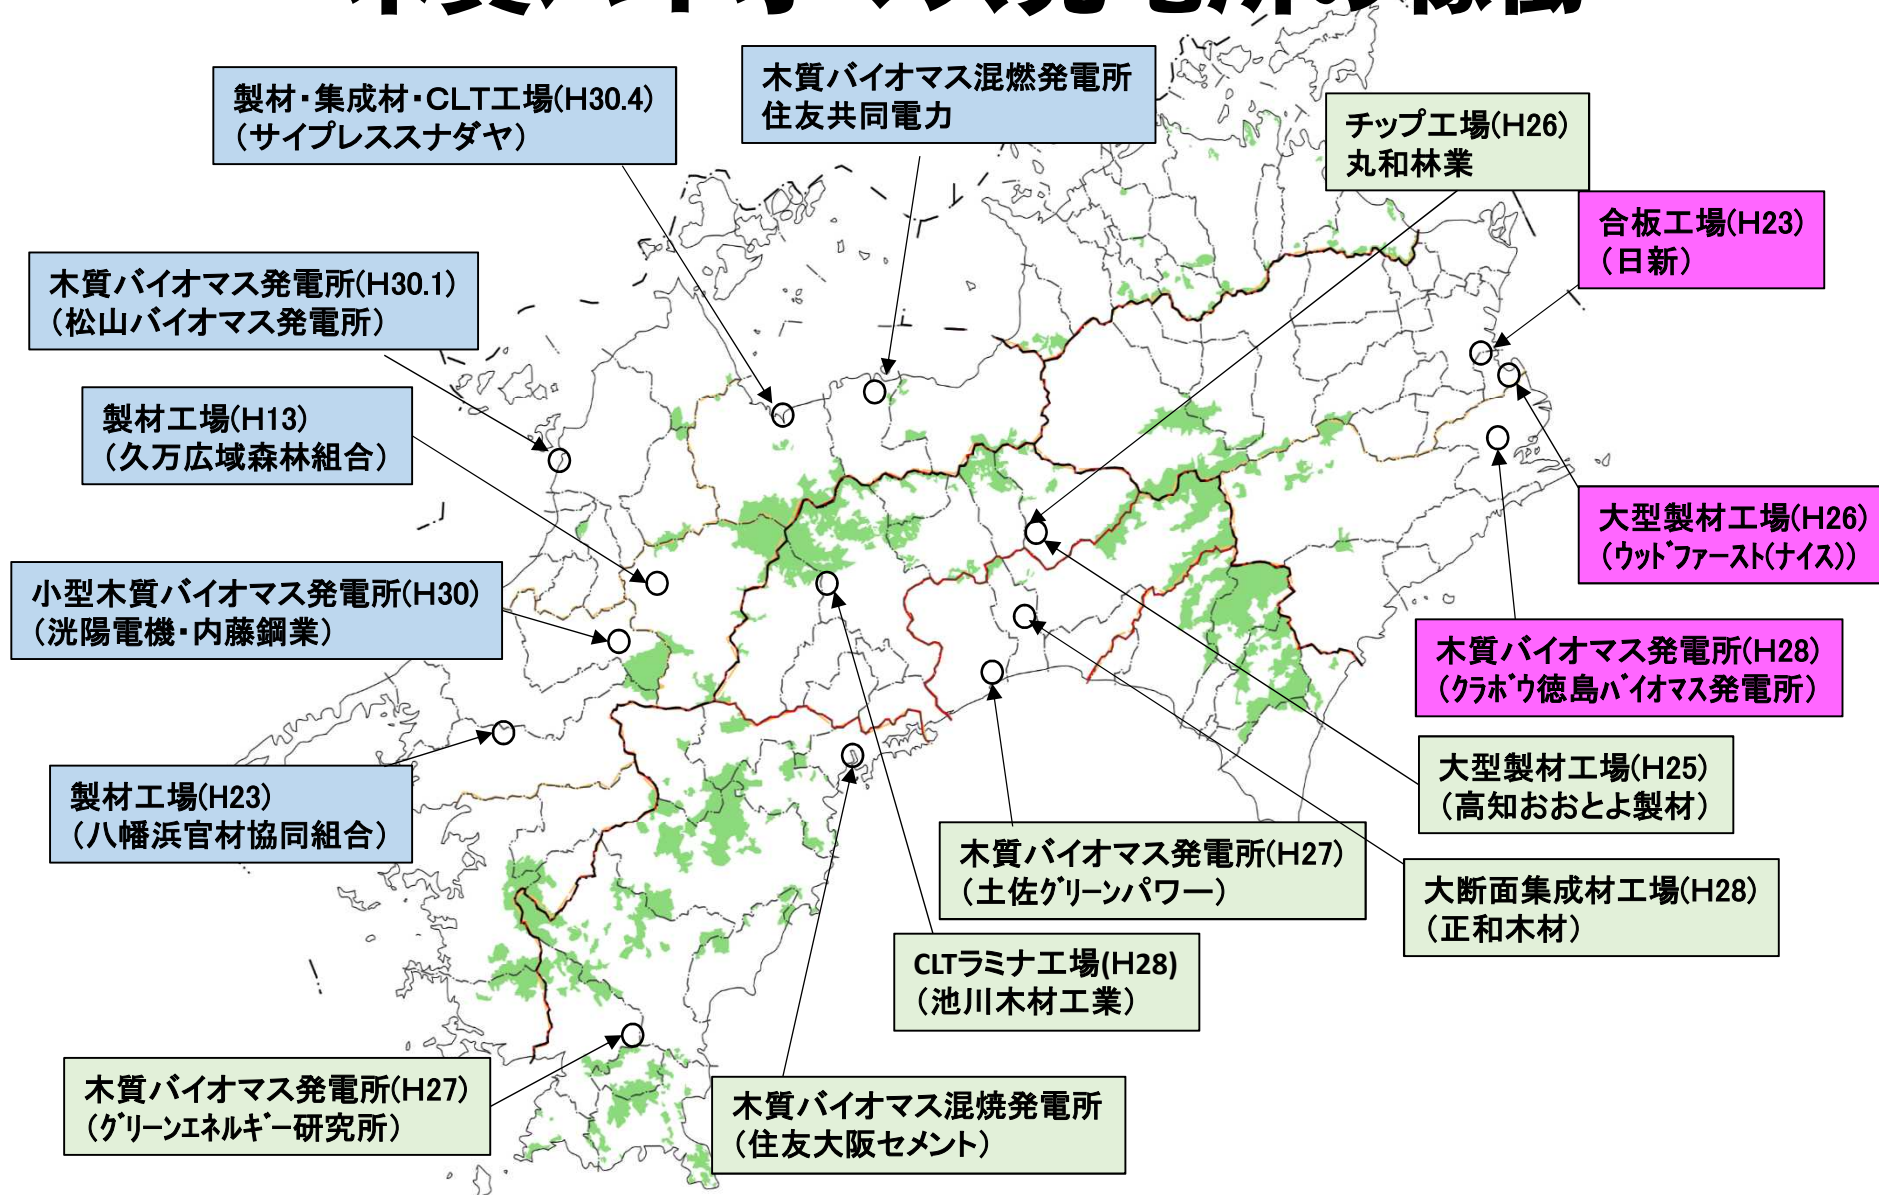 木質バイオマス発電所の稼働
木質バイオマス混燃発電所
住友共同電力
製材・集成材・CLT工場(H30.4)
（サイプレススナダヤ）
チップ工場(H26)
丸和林業
合板工場(H23)
（日新）
木質バイオマス発電所(H30.1)
（松山バイオマス発電所）
製材工場(H13)
（久万広域森林組合）
大型製材工場(H26)
（ｳｯﾄﾞファースト(ナイス)）
小型木質バイオマス発電所(H30)
（洸陽電機・内藤鋼業）
木質バイオマス発電所(H28)
（ｸﾗﾎﾞｳ徳島ﾊﾞｲｵマス発電所）
大型製材工場(H25)
（高知おおとよ製材）
製材工場(H23)
（八幡浜官材協同組合）
木質バイオマス発電所(H27)
（土佐ｸﾞﾘｰﾝパワー）
大断面集成材工場(H28)
（正和木材）
CLTラミナ工場(H28)
（池川木材工業）
木質バイオマス発電所(H27)
（ｸﾞﾘｰﾝｴﾈﾙｷﾞｰ研究所）
木質バイオマス混焼発電所
（住友大阪セメント）